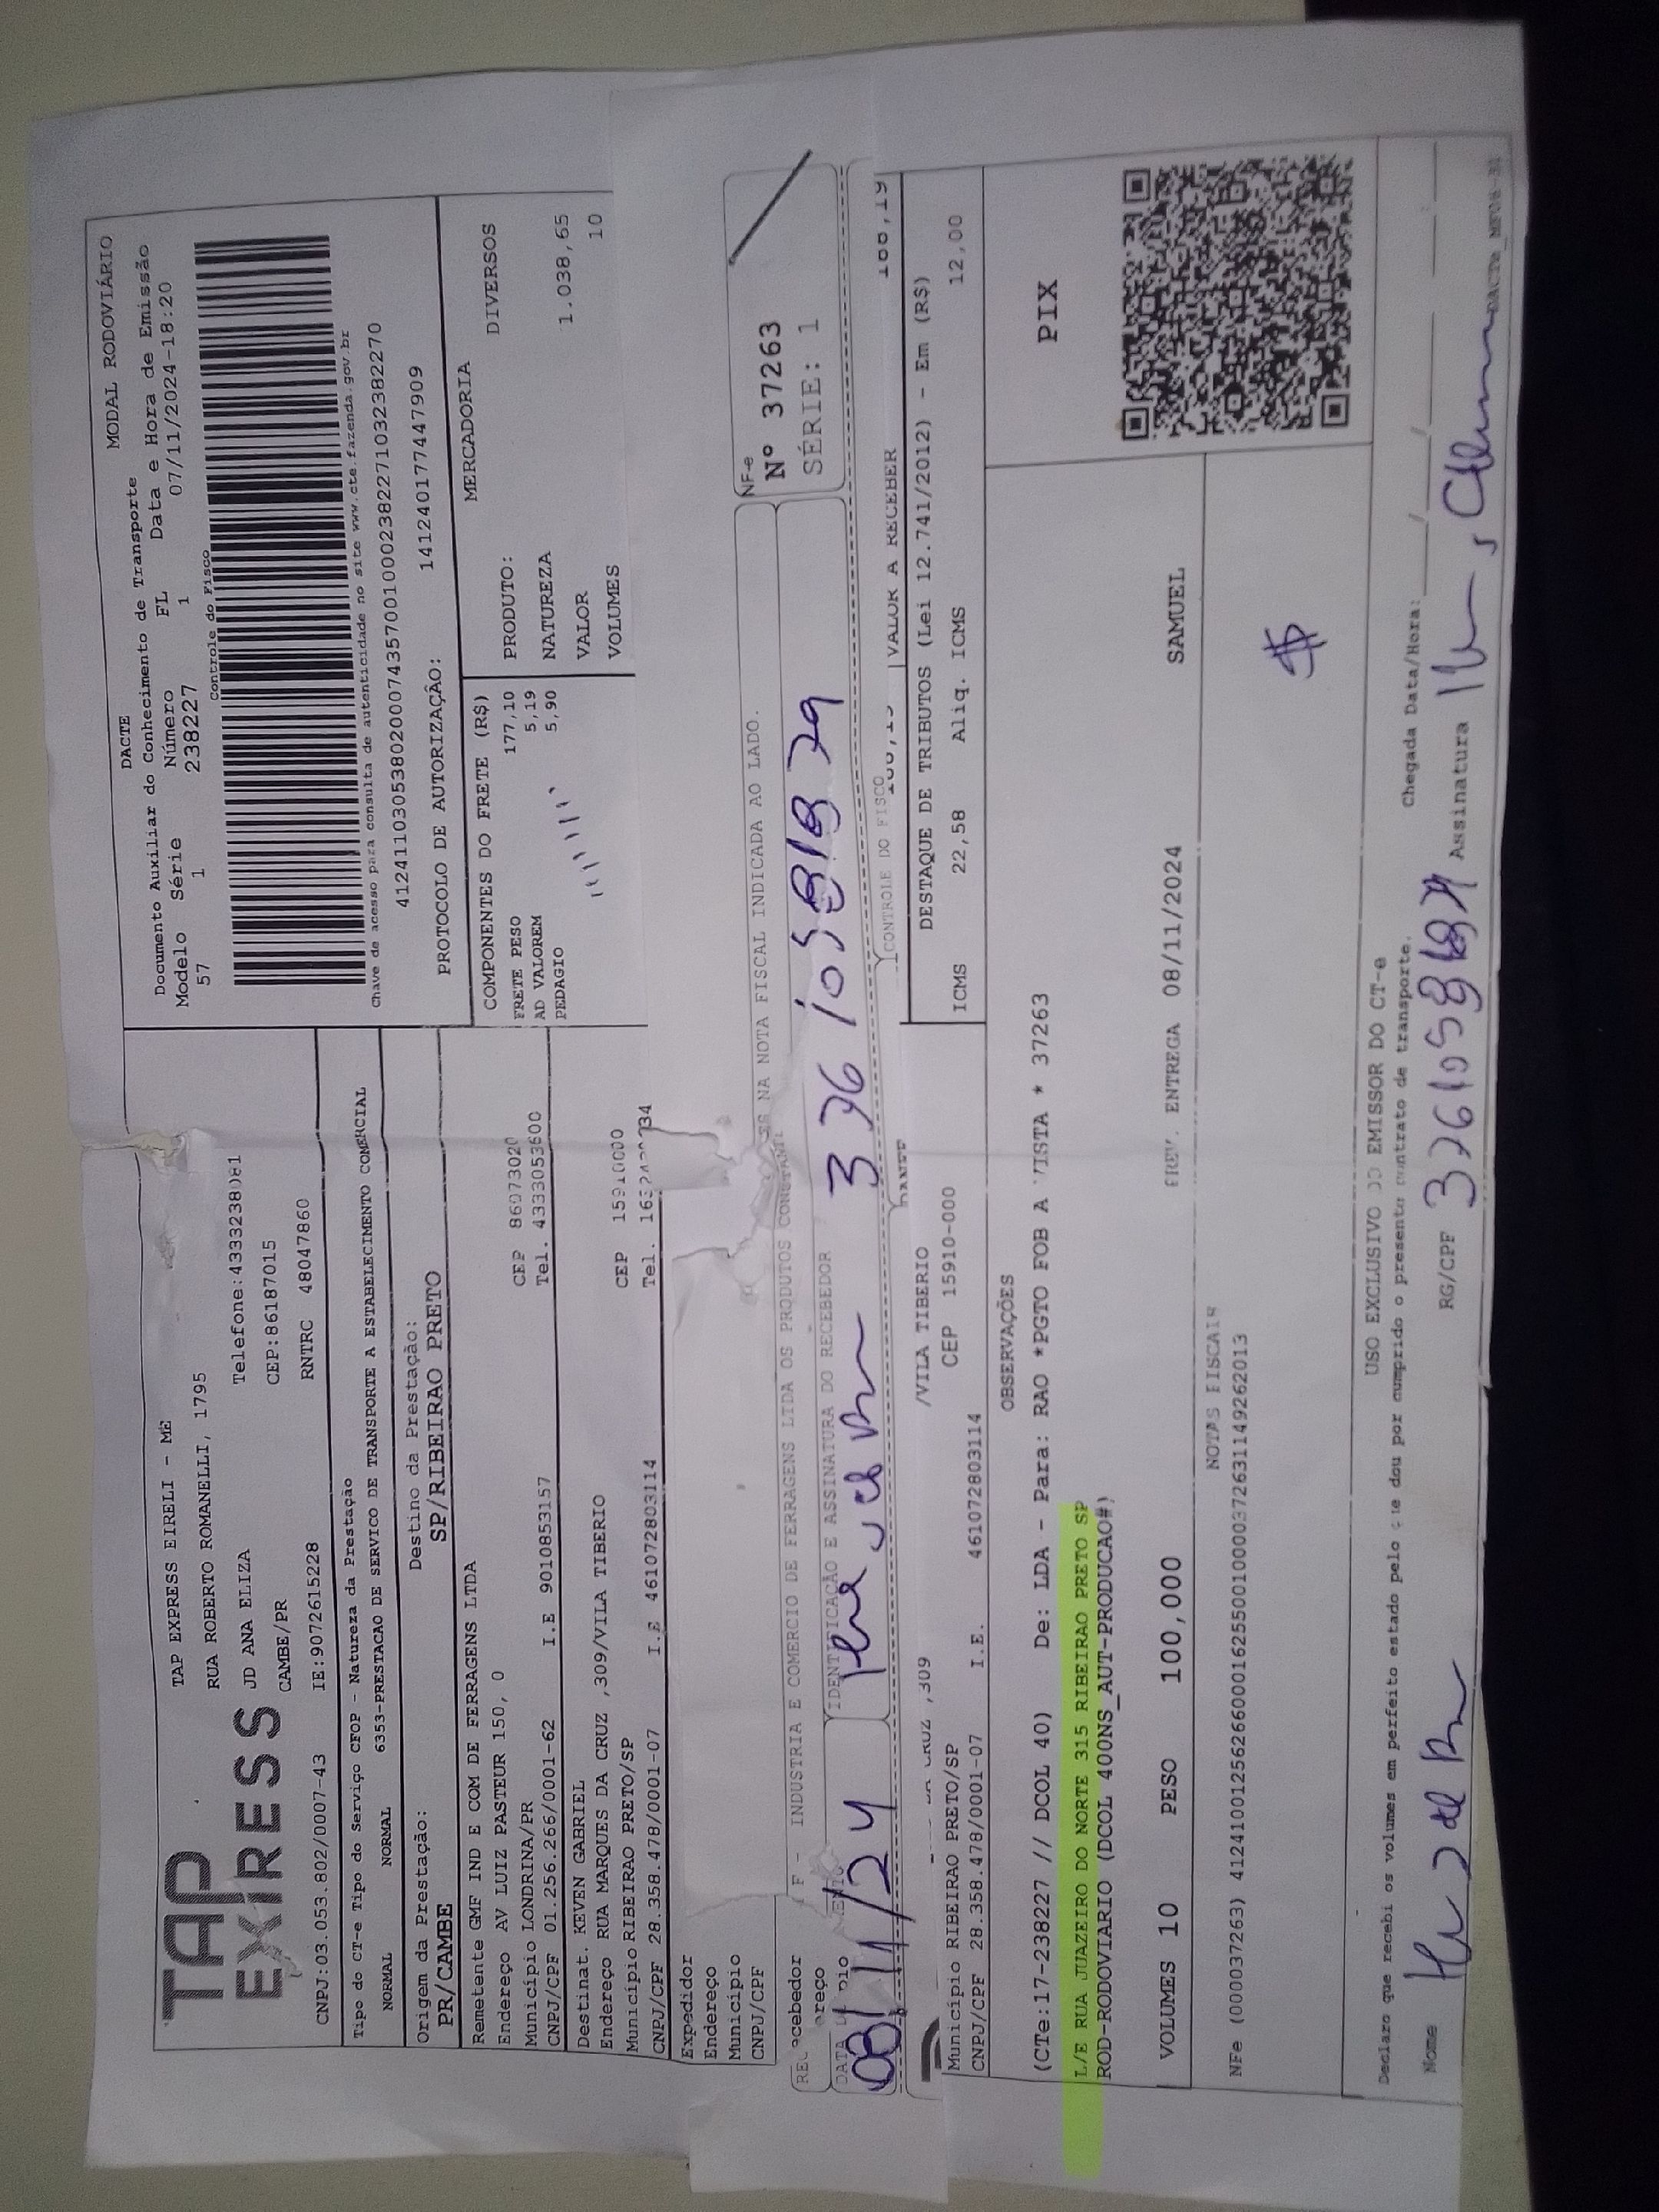 TAP
EXPRESS
TAP EXPRESS EIRELI - ME
RUA ROBERTO ROMANELLI, 1795
Telefone:4333238081
JD ANA ELIZA
CEP:86187015
CAMBE/PR
CNPJ:03.053.802/0007-43 IE:9072615228 RNTRC 48047860
DACTE MODAL RODOVIÁRIO
Documento Auxiliar do Conhecimento de Transporte
Modelo Série Número FL Data e Hora de Emissão
57 1 238227 1 07/11/2024-18:20
Controle do Fisco
Chave de acesso para consulta de autenticidade no site www.cte.fazenda.gov.br
41241103053802000743570010002382271032382270
PROTOCOLO DE AUTORIZAÇÃO: 141240177447909
Tipo do CT-e Tipo do Serviço CFOP - Natureza da Prestação
NORMAL NORMAL 6353-PRESTACAO DE SERVICO DE TRANSPORTE A ESTABELECIMENTO COMERCIAL
Origem da Prestação: Destino da Prestação:
PR/CAMBE SP/RIBEIRAO PRETO
Remetente GMF IND E COM DE FERRAGENS LTDA
Endereço AV LUIZ PASTEUR 150, 0 CEP 86073020
Município LONDRINA/PR Tel. 4333053600
CNPJ/CPF 01.256.266/0001-62 I.E 9010853157
Destinat. KEVEN GABRIEL
Endereço RUA MARQUES DA CRUZ ,309/VILA TIBERIO CEP 15910000
Município RIBEIRAO PRETO/SP Tel.
CNPJ/CPF 28.358.478/0001-07 I.E 461072803114
Expedidor
Endereço
Município
CNPJ/CPF
COMPONENTES DO FRETE (R$)
FRETE PESO 177,10
AD VALOREM 5,19
PEDAGIO 5,90
MERCADORIA
PRODUTO: DIVERSOS
NATUREZA
VALOR 1.038,65
VOLUMES 10
F - INDUSTRIA E COMERCIO DE FERRAGENS LTDA OS PRODUTOS CONSTANTES NA NOTA FISCAL INDICADA AO LADO.
NF-e
Nº 37263
SÉRIE: 1
IDENTIFICAÇÃO E ASSINATURA DO RECEBEDOR
08/11/24
CONTROLE DO FISCO
VALOR A RECEBER 188,19
CRUZ ,309 /VILA TIBERIO
Município RIBEIRAO PRETO/SP CEP 15910-000
CNPJ/CPF 28.358.478/0001-07 I.E. 461072803114
DESTAQUE DE TRIBUTOS (Lei 12.741/2012) - Em (R$)
ICMS 22,58 Aliq. ICMS 12,00
OBSERVAÇÕES
(CTe:17-238227 // DCOL 40) De: LDA - Para: RAO *PGTO FOB A VISTA * 37263
L/E RUA JUAZEIRO DO NORTE 315 RIBEIRAO PRETO SP
ROD-RODOVIARIO (DCOL 400NS_AUT-PRODUCAO#)
PIX
VOLUMES 10 PESO 100,000 PREV. ENTREGA 08/11/2024 SAMUEL
NOTAS FISCAIS
NFe (000037263) 41241001256266000162550010000372631149262013
$
USO EXCLUSIVO DO EMISSOR DO CT-e
Declaro que recebi os volumes em perfeito estado pelo que dou por cumprido o presente contrato de transporte.
Chegada Data/Hora: / /
Nome RG/CPF Assinatura